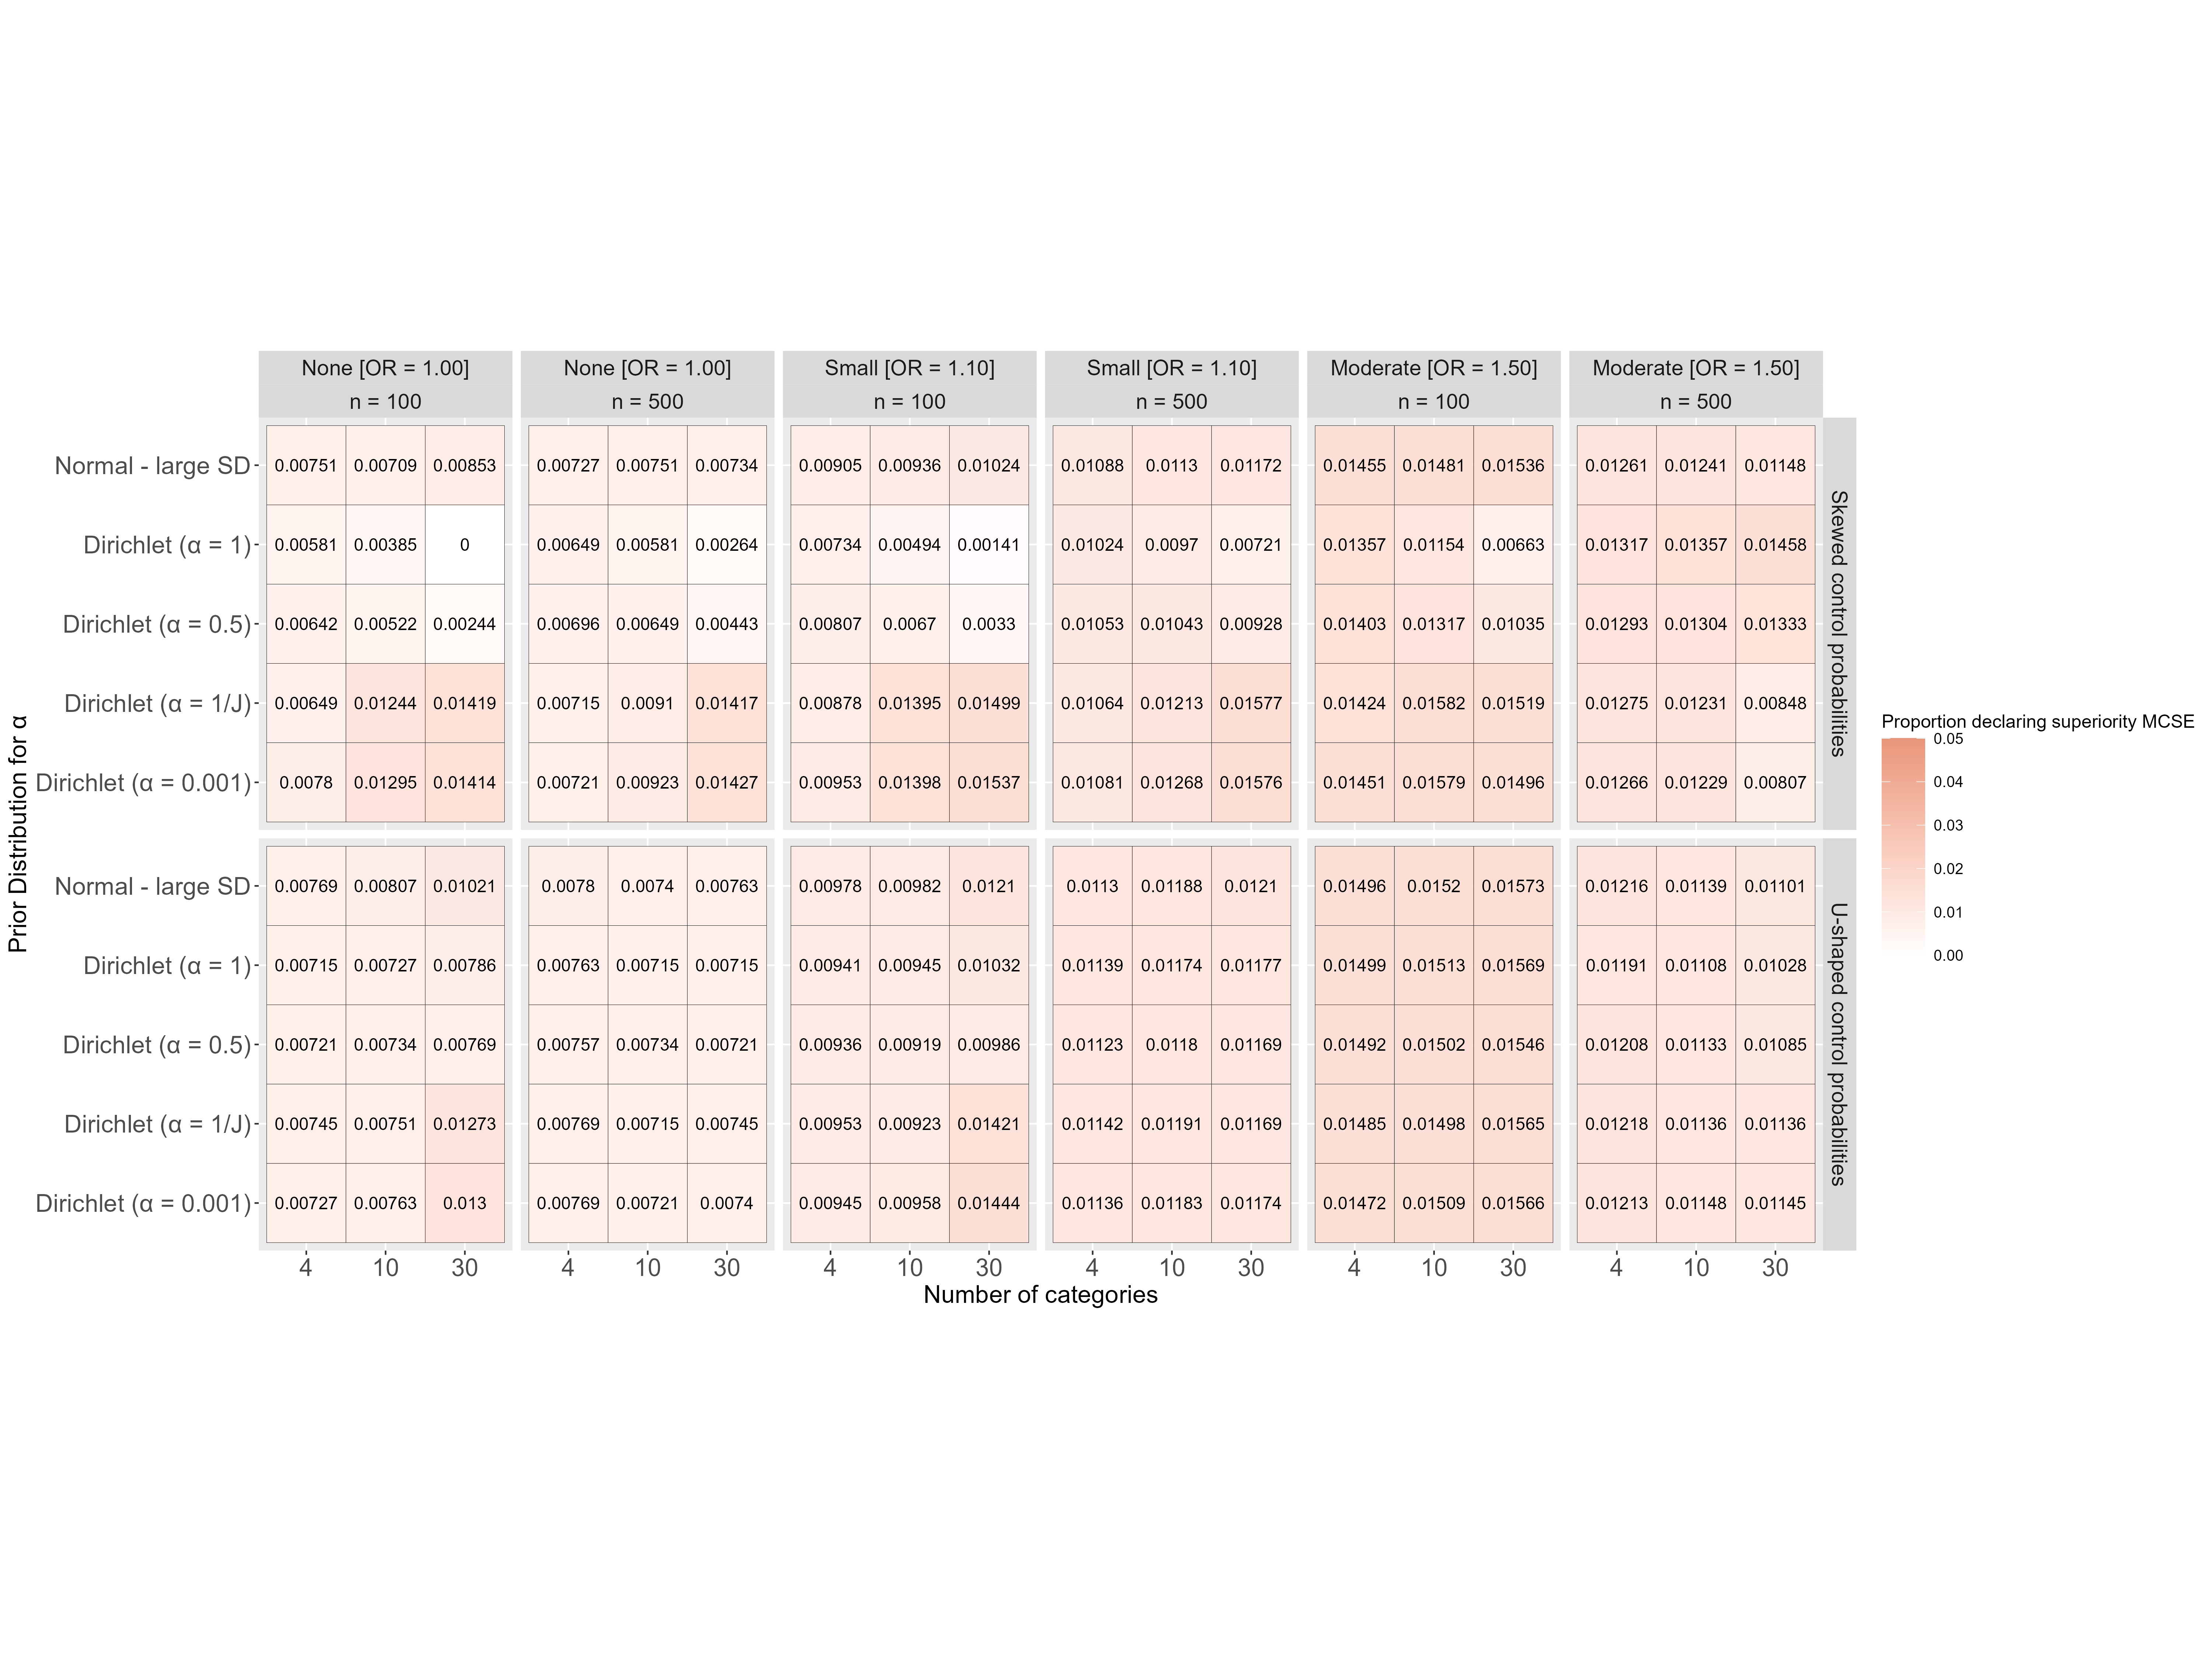 None [OR = 1.00] None [OR = 1.00] Small [OR = 1.10] Small [OR = 1.10] Moderate [OR = 1.50] Moderate [OR = 1.50]
n = 100 n = 500 n = 100 n = 500 n = 100 n = 500
Normal - large SD 0.00751 0.00709 0.00853 0.00727 0.00751 0.00734 0.00905 0.00936 0.01024 0.01088 0.0113 0.01172 0.01455 0.01481 0.01536 0.01261 0.01241 0.01148
Dirichlet (α = 1) 0.00581 0.00385 0 0.00649 0.00581 0.00264 0.00734 0.00494 0.00141 0.01024 0.0097 0.00721 0.01357 0.01154 0.00663 0.01317 0.01357 0.01458
Dirichlet (α = 0.5) 0.00642 0.00522 0.00244 0.00696 0.00649 0.00443 0.00807 0.0067 0.0033 0.01053 0.01043 0.00928 0.01403 0.01317 0.01035 0.01293 0.01304 0.01333
Dirichlet (α = 1/J) 0.00649 0.01244 0.01419 0.00715 0.0091 0.01417 0.00878 0.01395 0.01499 0.01064 0.01213 0.01577 0.01424 0.01582 0.01519 0.01275 0.01231 0.00848
Dirichlet (α = 0.001) 0.0078 0.01295 0.01414 0.00721 0.00923 0.01427 0.00953 0.01398 0.01537 0.01081 0.01268 0.01576 0.01451 0.01579 0.01496 0.01266 0.01229 0.00807
Skewed control probabilities
Normal - large SD 0.00769 0.00807 0.01021 0.0078 0.0074 0.00763 0.00978 0.00982 0.0121 0.0113 0.01188 0.0121 0.01496 0.0152 0.01573 0.01216 0.01139 0.01101
Dirichlet (α = 1) 0.00715 0.00727 0.00786 0.00763 0.00715 0.00715 0.00941 0.00945 0.01032 0.01139 0.01174 0.01177 0.01499 0.01513 0.01569 0.01191 0.01108 0.01028
Dirichlet (α = 0.5) 0.00721 0.00734 0.00769 0.00757 0.00734 0.00721 0.00936 0.00919 0.00986 0.01123 0.0118 0.01169 0.01492 0.01502 0.01546 0.01208 0.01133 0.01085
Dirichlet (α = 1/J) 0.00745 0.00751 0.01273 0.00769 0.00715 0.00745 0.00953 0.00923 0.01421 0.01142 0.01191 0.01169 0.01485 0.01498 0.01565 0.01218 0.01136 0.01136
Dirichlet (α = 0.001) 0.00727 0.00763 0.013 0.00769 0.00721 0.0074 0.00945 0.00958 0.01444 0.01136 0.01183 0.01174 0.01472 0.01509 0.01566 0.01213 0.01148 0.01145
U-shaped control probabilities
4 10 30 4 10 30 4 10 30 4 10 30 4 10 30 4 10 30
Number of categories
Prior Distribution for α
Proportion declaring superiority MCSE
0.05
0.04
0.03
0.02
0.01
0.00